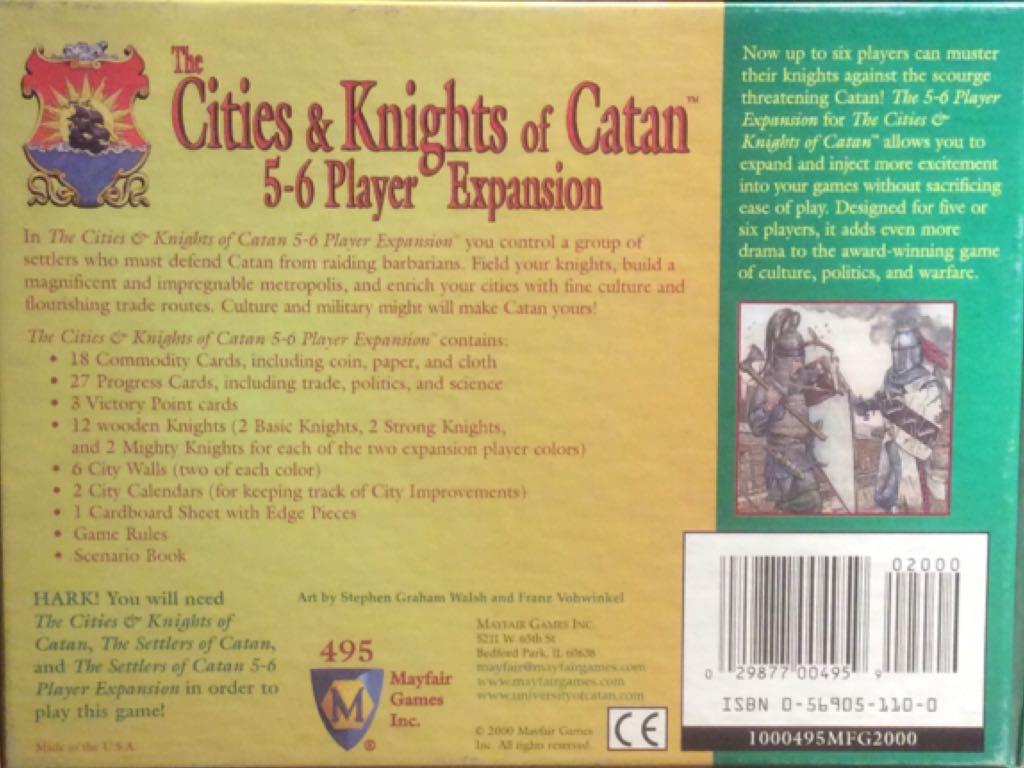 The
Cities & Knights of Catan™
5-6 Player Expansion
In The Cities & Knights of Catan 5-6 Player Expansion™ you control a group of
settlers who must defend Catan from raiding barbarians. Field your knights, build a
magnificent and impregnable metropolis, and enrich your cities with fine culture and
flourishing trade routes. Culture and military might will make Catan yours!
The Cities & Knights of Catan 5-6 Player Expansion™ contains:
• 18 Commodity Cards, including coin, paper, and cloth
• 27 Progress Cards, including trade, politics, and science
• 3 Victory Point cards
• 12 wooden Knights (2 Basic Knights, 2 Strong Knights,
and 2 Mighty Knights for each of the two expansion player colors)
• 6 City Walls (two of each color)
• 2 City Calendars (for keeping track of City Improvements)
• 1 Cardboard Sheet with Edge Pieces
• Game Rules
• Scenario Book
HARK! You will need
The Cities & Knights of
Catan, The Settlers of Catan,
and The Settlers of Catan 5-6
Player Expansion in order to
play this game!
Made in the U.S.A.
Art by Stephen Graham Walsh and Franz Vohwinkel
495
M
®
Mayfair
Games
Inc.
MAYFAIR GAMES INC.
5211 W. 65th St
Bedford Park, IL 60638
mayfair@mayfairgames.com
www.mayfairgames.com
www.universityofcatan.com
© 2000 Mayfair Games
Inc. All rights reserved.
CE
Now up to six players can muster
their knights against the scourge
threatening Catan! The 5-6 Player
Expansion for The Cities &
Knights of Catan™ allows you to
expand and inject more excitement
into your games without sacrificing
ease of play. Designed for five or
six players, it adds even more
drama to the award-winning game
of culture, politics, and warfare.
02000
0 29877 00495 9
ISBN 0-56905-110-0
1000495MFG2000